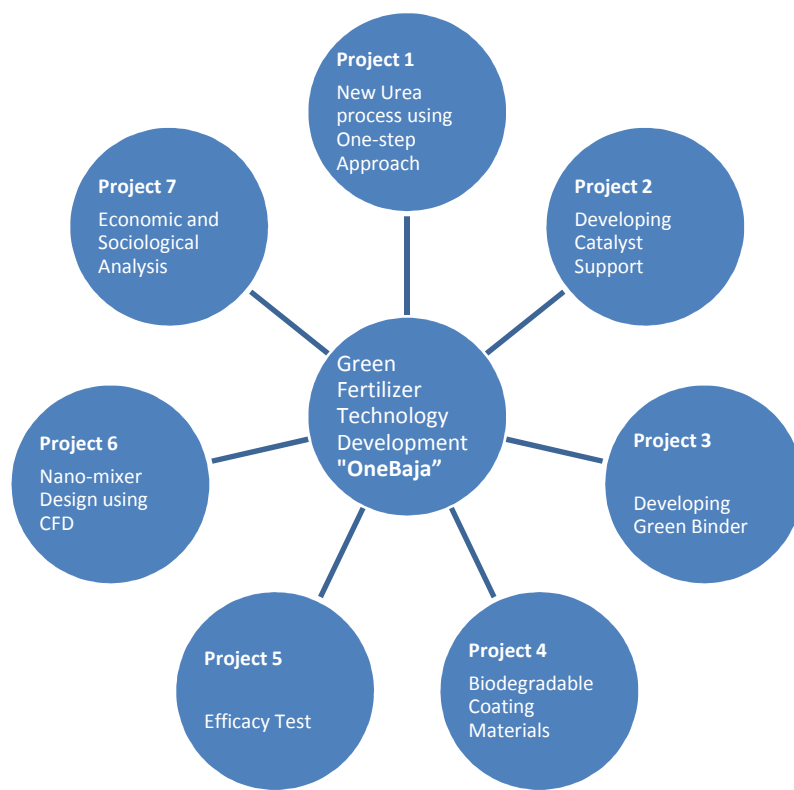 Project 1
New Urea
process using
One-step
Approach
Project 2
Developing
Catalyst
Support
Project 3
Developing
Green Binder
Project 4
Biodegradable
Coating
Materials
Project 5
Efficacy Test
Project 6
Nano-mixer
Design using
CFD
Project 7
Economic and
Sociological
Analysis
Green
Fertilizer
Technology
Development
"OneBaja”